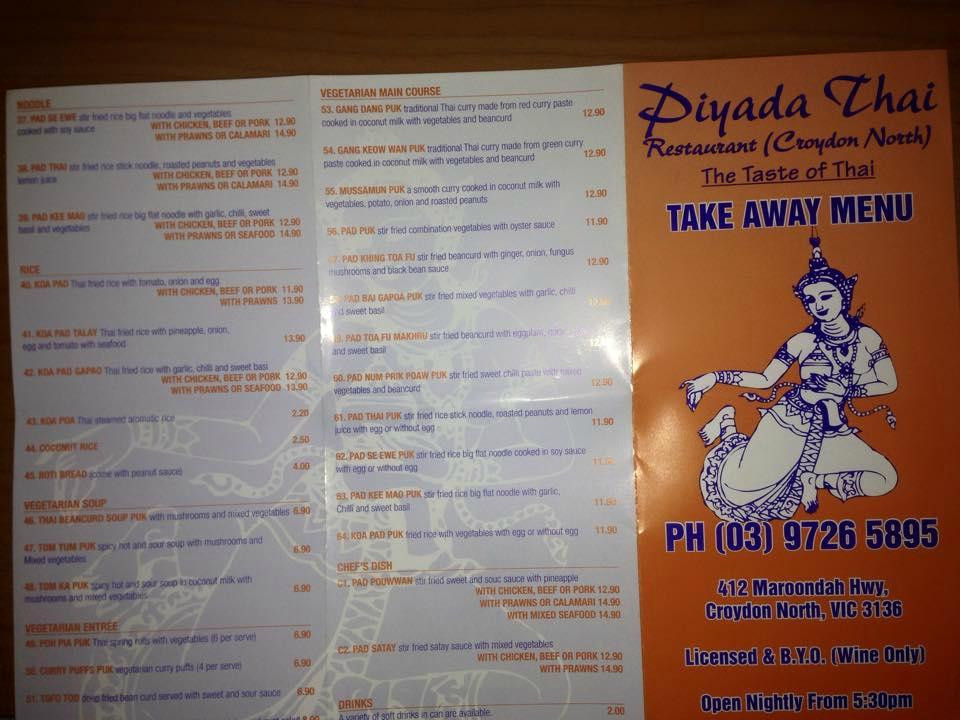 NOODLE
37. PAD SE EWE stir fried rice big flat noodle and vegetables
cooked with soy sauce
WITH CHICKEN, BEEF OR PORK 12.90
WITH PRAWNS OR CALAMARI 14.90
38. PAD THAI stir fried rice stick noodle, roasted peanuts and vegetables
lemon juice
WITH CHICKEN, BEEF OR PORK 12.90
WITH PRAWNS OR CALAMARI 14.90
39. PAD KEE MAO stir fried rice big flat noodle with garlic, chilli, sweet
basil and vegetables
WITH CHICKEN, BEEF OR PORK 12.90
WITH PRAWNS OR SEAFOOD 14.90
RICE
40. KOA PAD Thai fried rice with tomato, onion and egg
WITH CHICKEN, BEEF OR PORK 11.90
WITH PRAWNS 13.90
41. KOA PAD TALAY Thai fried rice with pineapple, onion,
egg and tomato with seafood 13.90
42. KOA PAD GAPAO Thai fried rice with garlic, chilli and sweet basi
WITH CHICKEN, BEEF OR PORK 12.90
WITH PRAWNS OR SEAFOOD 13.90
43. KOA POA Thai steamed aromatic rice 2.20
44. COCONUT RICE 2.50
45. ROTI BREAD (come with peanut sauce) 4.00
VEGETARIAN SOUP
46. THAI BEANCURD SOUP PUK with mushrooms and mixed vegetables 6.90
47. TOM YUM PUK spicy hot and sour soup with mushrooms and
Mixed vegetables 6.90
48. TOM KA PUK spicy hot and sour soup in coconut milk with
mushrooms and mixed vegetables 6.90
VEGETARIAN ENTRÉE
49. POH PIA PUK Thai spring rolls with vegetables (6 per serve) 6.90
50. CURRY PUFFS PUK vegetarian curry puffs (4 per serve) 6.90
51. TOFO TOD deep fried bean curd served with sweet and sour sauce 6.90
VEGETARIAN MAIN COURSE
53. GANG DANG PUK traditional Thai curry made from red curry paste
cooked in coconut milk with vegetables and beancurd 12.90
54. GANG KEOW WAN PUK traditional Thai curry made from green curry
paste cooked in coconut milk with vegetables and beancurd 12.90
55. MUSSAMUN PUK a smooth curry cooked in coconut milk with
vegetables, potato, onion and roasted peanuts 12.90
56. PAD PUK stir fried combination vegetables with oyster sauce 11.90
57. PAD KHING TOA FU stir fried beancurd with ginger, onion, fungus
mushrooms and black bean sauce 12.90
PAD BAI GAPOA PUK stir fried mixed vegetables with garlic, chilli
and sweet basil
PAD TOA FU MAKHRU stir fried beancurd with eggplant,
and sweet basil
60. PAD NUM PRIK POAW PUK stir fried sweet chilli paste with mixed
vegetables and beancurd 12.90
61. PAD THAI PUK stir fried rice stick noodle, roasted peanuts and lemon
juice with egg or without egg 11.90
62. PAD SE EWE PUK stir fried rice big flat noodle cooked in soy sauce
with egg or without egg 11.90
63. PAD KEE MAO PUK stir fried rice big flat noodle with garlic,
Chilli and sweet basil 11.90
64. KOA PAD PUK fried rice with vegetables with egg or without egg 11.90
CHEF'S DISH
C1. PAD POUWWAN stir fried sweet and souc sauce with pineapple
WITH CHICKEN, BEEF OR PORK 12.90
WITH PRAWNS OR CALAMARI 14.90
WITH MIXED SEAFOOD 14.90
C2. PAD SATAY stir fried satay sauce with mixed vegetables
WITH CHICKEN, BEEF OR PORK 12.90
WITH PRAWNS 14.90
DRINKS
A variety of soft drinks in can are available. 2.00
Piyada Thai
Restaurant (Croydon North)
The Taste of Thai
TAKE AWAY MENU
PH (03) 9726 5895
412 Maroondah Hwy,
Croydon North, VIC 3136
Licensed & B.Y.O. (Wine Only)
Open Nightly From 5:30pm